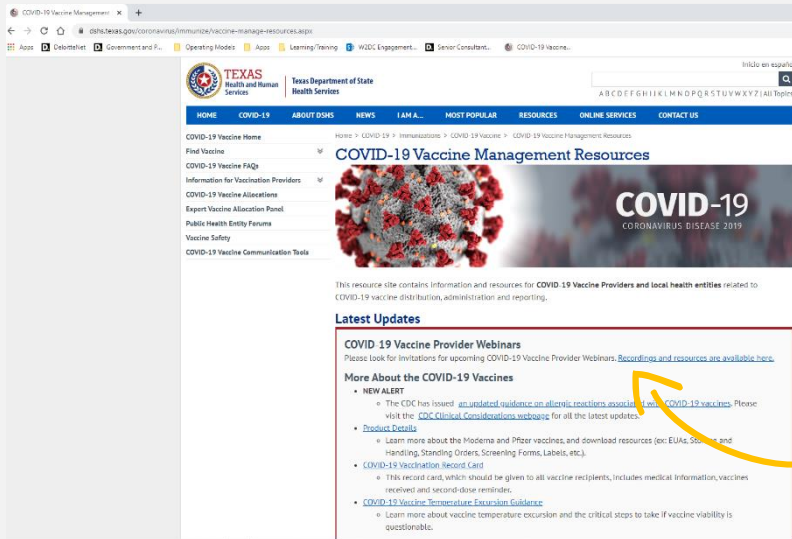 COVID-19 Vaccine Management
dshs.texas.gov/coronavirus/immunize/vaccine-manage-resources.aspx
Apps DeloitteNet Government and P... Operating Models Apps Learning/Training W2DC Engagement... Senior Consultant... COVID-19 Vaccine...
Inicio en españo
TEXAS
Health and Human
Services
Texas Department of State
Health Services
A B C D E F G H I J K L M N O P Q R S T U V W X Y Z | All Topics
HOME COVID-19 ABOUT DSHS NEWS I AM A... MOST POPULAR RESOURCES ONLINE SERVICES CONTACT US
COVID-19 Vaccine Home
Find Vaccine
COVID-19 Vaccine FAQs
Information for Vaccination Providers
COVID-19 Vaccine Allocations
Expert Vaccine Allocation Panel
Public Health Entity Forums
Vaccine Safety
COVID-19 Vaccine Communication Tools
Home > COVID-19 > Immunizations > COVID-19 Vaccine > COVID-19 Vaccine Management Resources
COVID-19 Vaccine Management Resources
COVID-19
CORONAVIRUS DISEASE 2019
This resource site contains information and resources for COVID-19 Vaccine Providers and local health entities related to
COVID-19 vaccine distribution, administration and reporting.
Latest Updates
COVID-19 Vaccine Provider Webinars
Please look for invitations for upcoming COVID-19 Vaccine Provider Webinars. Recordings and resources are available here.
More About the COVID-19 Vaccines
• NEW ALERT
o The CDC has issued an updated guidance on allergic reactions associated with COVID-19 vaccines. Please
visit the CDC Clinical Considerations webpage for all the latest updates.
• Product Details
o Learn more about the Moderna and Pfizer vaccines, and download resources (ex: EUAs, and
Handling, Standing Orders, Screening Forms, Labels, etc.).
• COVID-19 Vaccination Record Card
o This record card, which should be given to all vaccine recipients, includes medical information, vaccines
received and second-dose reminder.
• COVID-19 Vaccine Temperature Excursion Guidance
o Learn more about vaccine temperature excursion and the critical steps to take if vaccine viability is
questionable.